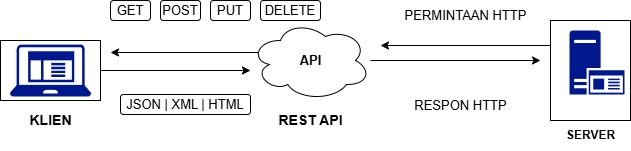 GET POST PUT DELETE
PERMINTAAN HTTP
API
JSON | XML | HTML
RESPON HTTP
KLIEN
REST API
SERVER